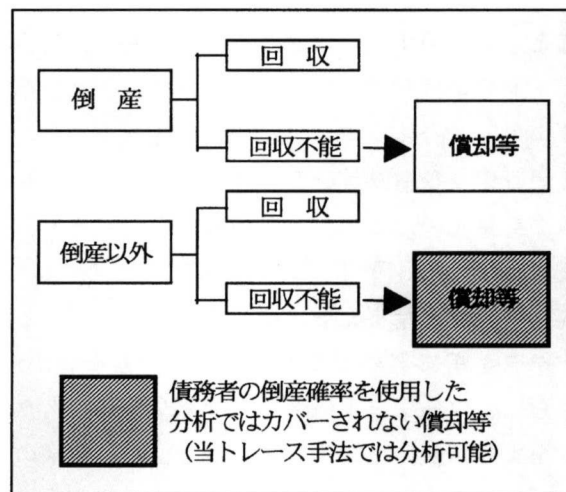 回 収
倒 産
回収不能
償却等
回 収
倒産以外
回収不能
償却等
債務者の倒産確率を使用した
分析ではカバーされない償却等
（当トレース手法では分析可能）